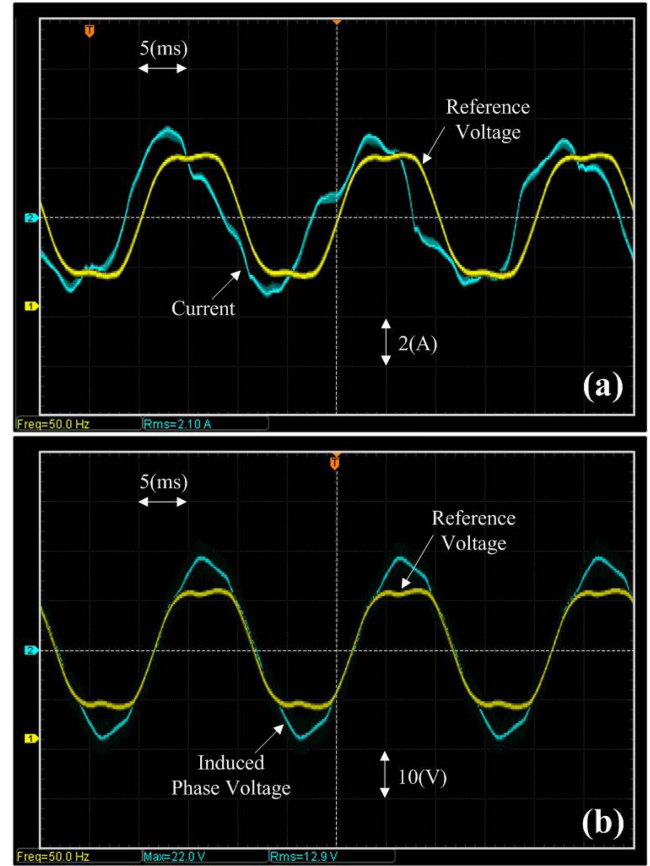 T
5(ms)
Reference
Voltage
2
Current
1
2(A)
(a)
Freq=50.0 Hz
Rms=2.10 A
T
5(ms)
Reference
Voltage
2
1
Induced
Phase Voltage
10(V)
(b)
Freq=50.0 Hz
Max=22.0 V
Rms=12.9 V